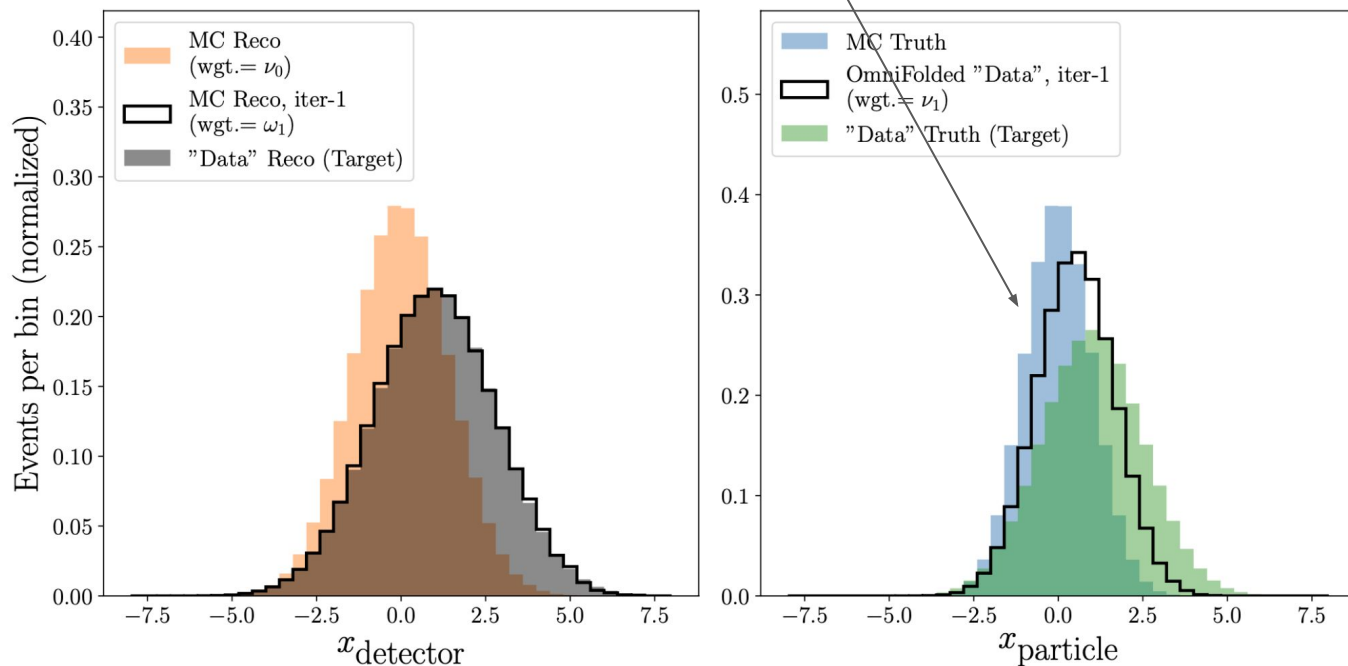 MC Reco
(wgt.= ν₀)
MC Reco, iter-1
(wgt.= ω₁)
"Data" Reco (Target)
Events per bin (normalized)
0.40
0.35
0.30
0.25
0.20
0.15
0.10
0.05
0.00
−7.5 −5.0 −2.5 0.0 2.5 5.0 7.5
x_detector
MC Truth
OmniFolded "Data", iter-1
(wgt.= ν₁)
"Data" Truth (Target)
0.5
0.4
0.3
0.2
0.1
0.0
−7.5 −5.0 −2.5 0.0 2.5 5.0 7.5
x_particle